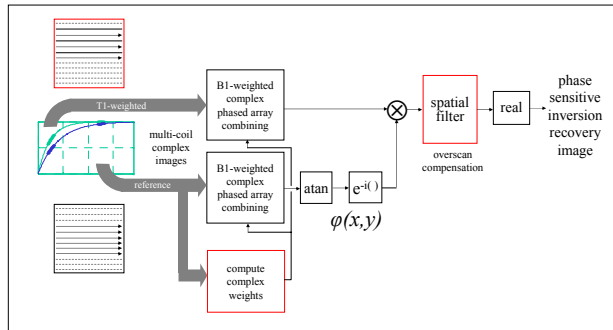 T1-weighted
multi-coil
complex
images
reference
B1-weighted
complex
phased array
combining
B1-weighted
complex
phased array
combining
compute
complex
weights
atan
e-i( )
φ(x,y)
spatial
filter
overscan
compensation
real
phase
sensitive
inversion
recovery
image